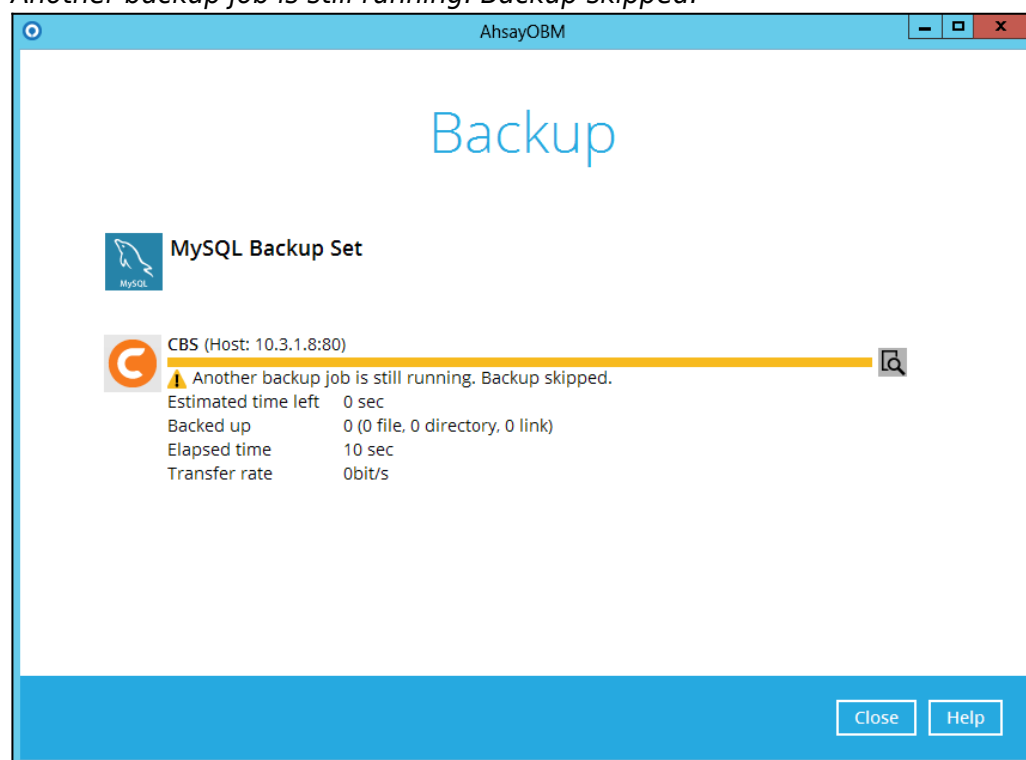 Another backup job is still running. Backup skipped.
AhsayOBM
Backup
MySQL Backup Set
MySQL
CBS (Host: 10.3.1.8:80)
Another backup job is still running. Backup skipped.
Estimated time left 0 sec
Backed up 0 (0 file, 0 directory, 0 link)
Elapsed time 10 sec
Transfer rate 0bit/s
Close Help